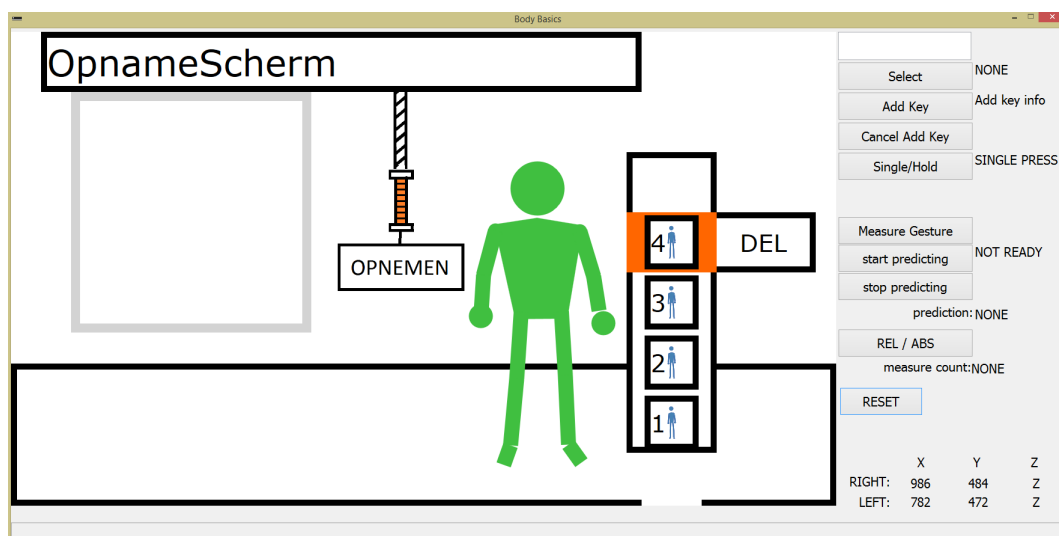 Body Basics
OpnameScherm
OPNEMEN
4
DEL
3
2
1
Select
NONE
Add Key
Add key info
Cancel Add Key
Single/Hold
SINGLE PRESS
Measure Gesture
start predicting
NOT READY
stop predicting
prediction: NONE
REL / ABS
measure count:NONE
RESET
X Y Z
RIGHT: 986 484 Z
LEFT: 782 472 Z